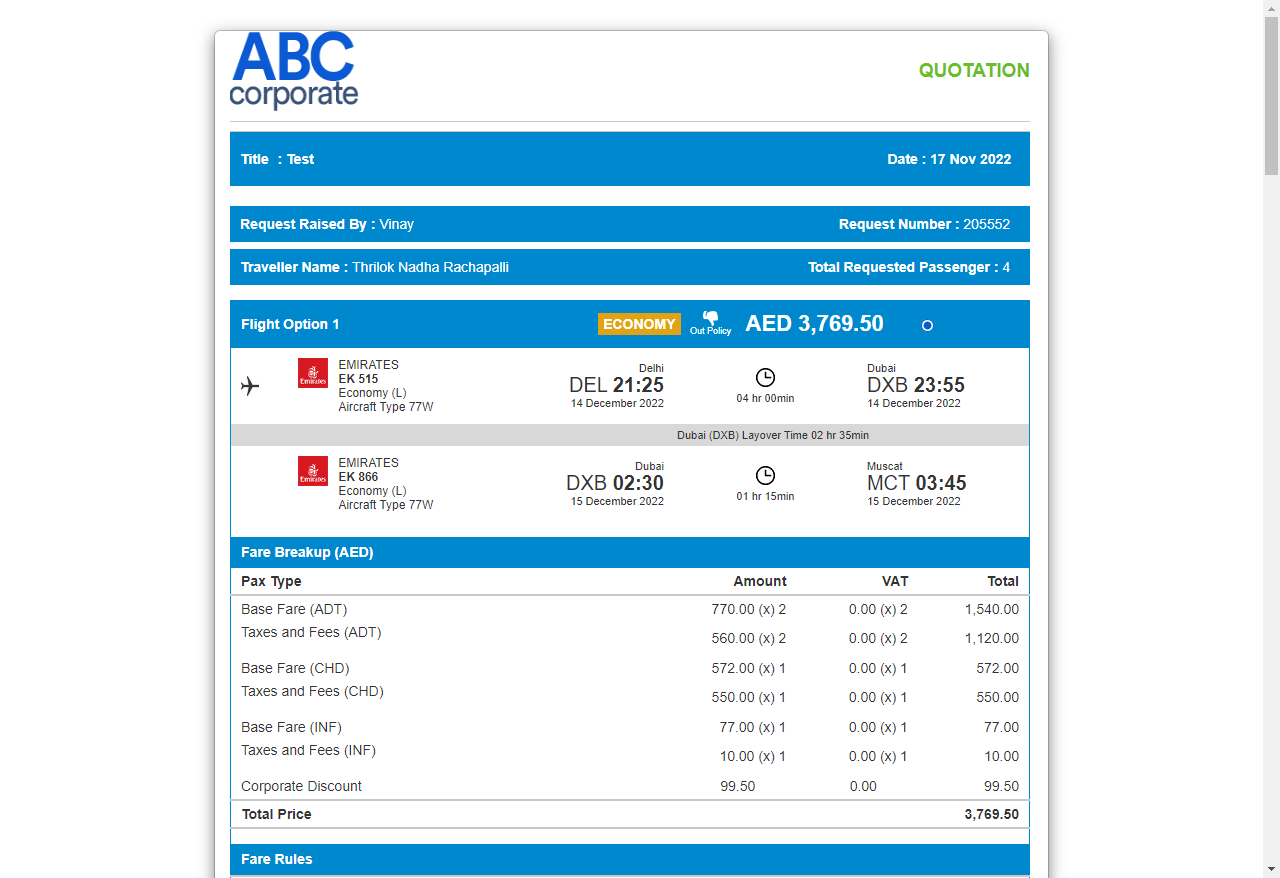 ABC
corporate
QUOTATION
Title : Test Date : 17 Nov 2022
Request Raised By : Vinay Request Number : 205552
Traveller Name : Thrilok Nadha Rachapalli Total Requested Passenger : 4
Flight Option 1 ECONOMY Out Policy AED 3,769.50
Emirates
EMIRATES
EK 515
Economy (L)
Aircraft Type 77W
Delhi
DEL 21:25
14 December 2022
04 hr 00min
Dubai
DXB 23:55
14 December 2022
Dubai (DXB) Layover Time 02 hr 35min
Emirates
EMIRATES
EK 866
Economy (L)
Aircraft Type 77W
Dubai
DXB 02:30
15 December 2022
01 hr 15min
Muscat
MCT 03:45
15 December 2022
Fare Breakup (AED)
Pax Type Amount VAT Total
Base Fare (ADT) 770.00 (x) 2 0.00 (x) 2 1,540.00
Taxes and Fees (ADT) 560.00 (x) 2 0.00 (x) 2 1,120.00
Base Fare (CHD) 572.00 (x) 1 0.00 (x) 1 572.00
Taxes and Fees (CHD) 550.00 (x) 1 0.00 (x) 1 550.00
Base Fare (INF) 77.00 (x) 1 0.00 (x) 1 77.00
Taxes and Fees (INF) 10.00 (x) 1 0.00 (x) 1 10.00
Corporate Discount 99.50 0.00 99.50
Total Price 3,769.50
Fare Rules